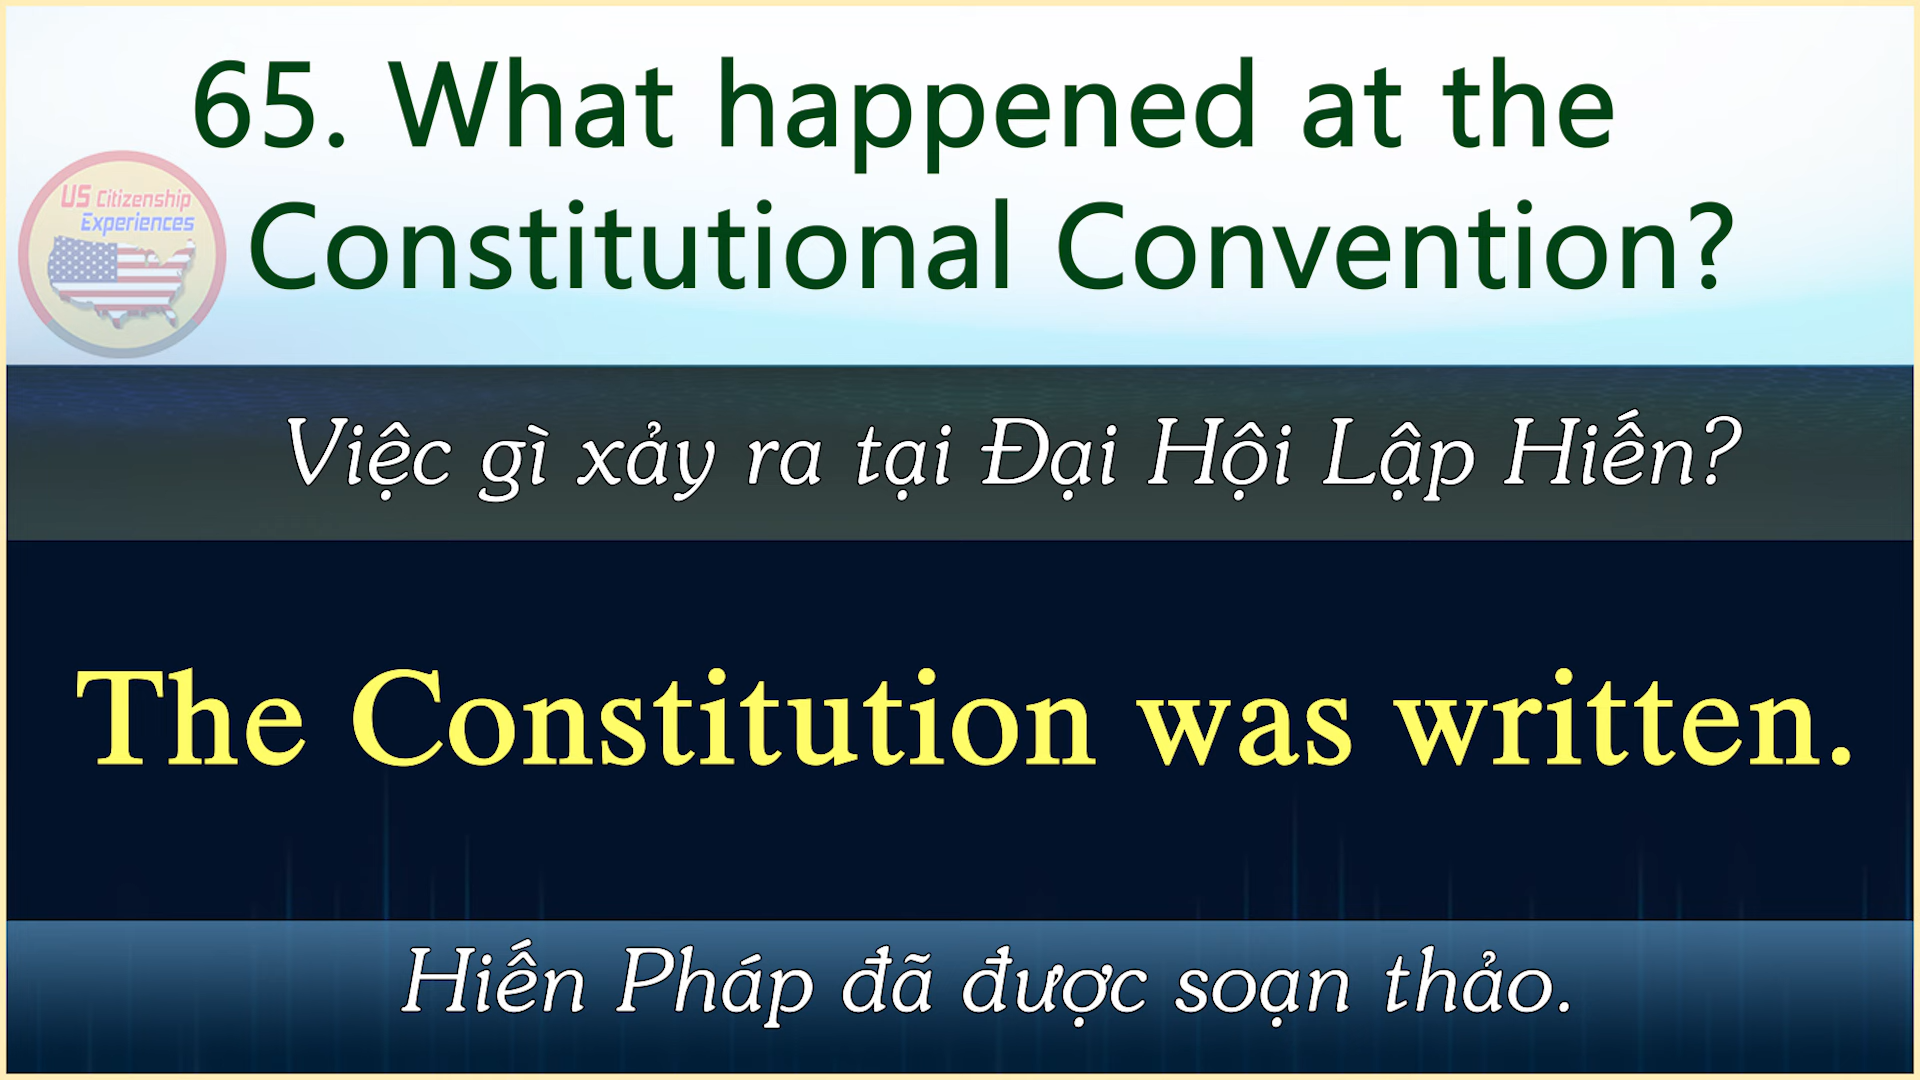 65. What happened at the
Constitutional Convention?
US Citizenship
Experiences
Việc gì xảy ra tại Đại Hội Lập Hiến?
The Constitution was written.
Hiến Pháp đã được soạn thảo.